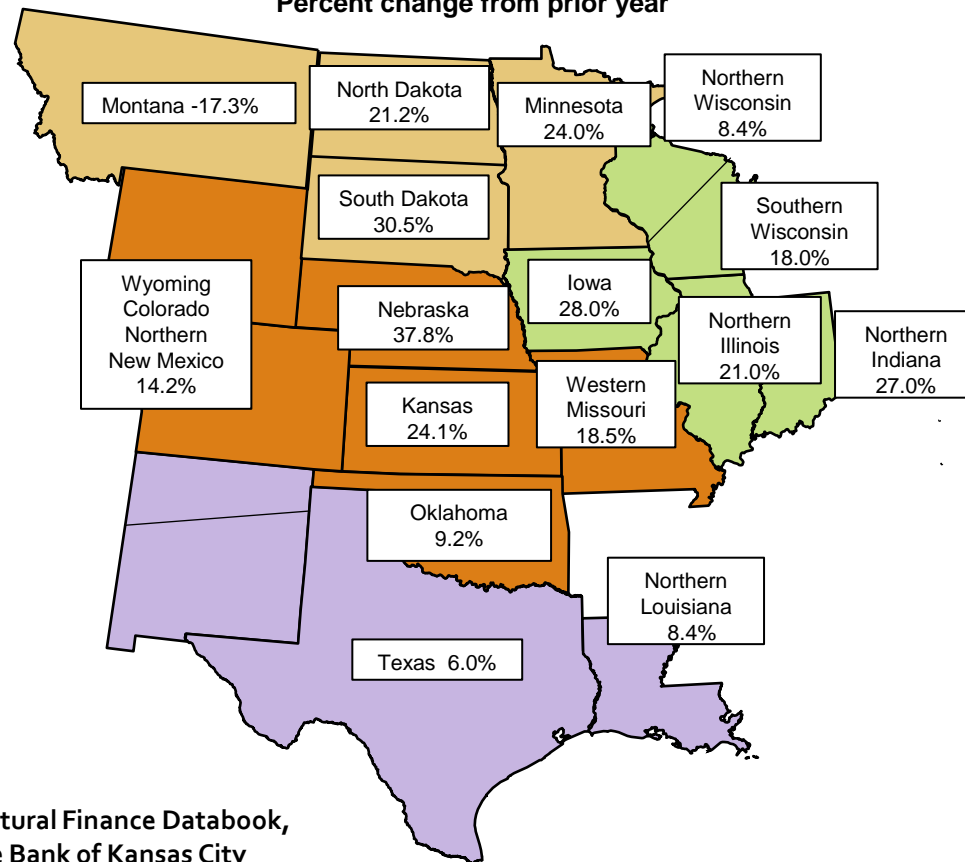 Percent change from prior year
Montana -17.3%
North Dakota
21.2%
Minnesota
24.0%
Northern
Wisconsin
8.4%
South Dakota
30.5%
Southern
Wisconsin
18.0%
Wyoming
Colorado
Northern
New Mexico
14.2%
Nebraska
37.8%
Iowa
28.0%
Northern
Illinois
21.0%
Northern
Indiana
27.0%
Kansas
24.1%
Western
Missouri
18.5%
Oklahoma
9.2%
Northern
Louisiana
8.4%
Texas 6.0%
tural Finance Databook,
e Bank of Kansas City